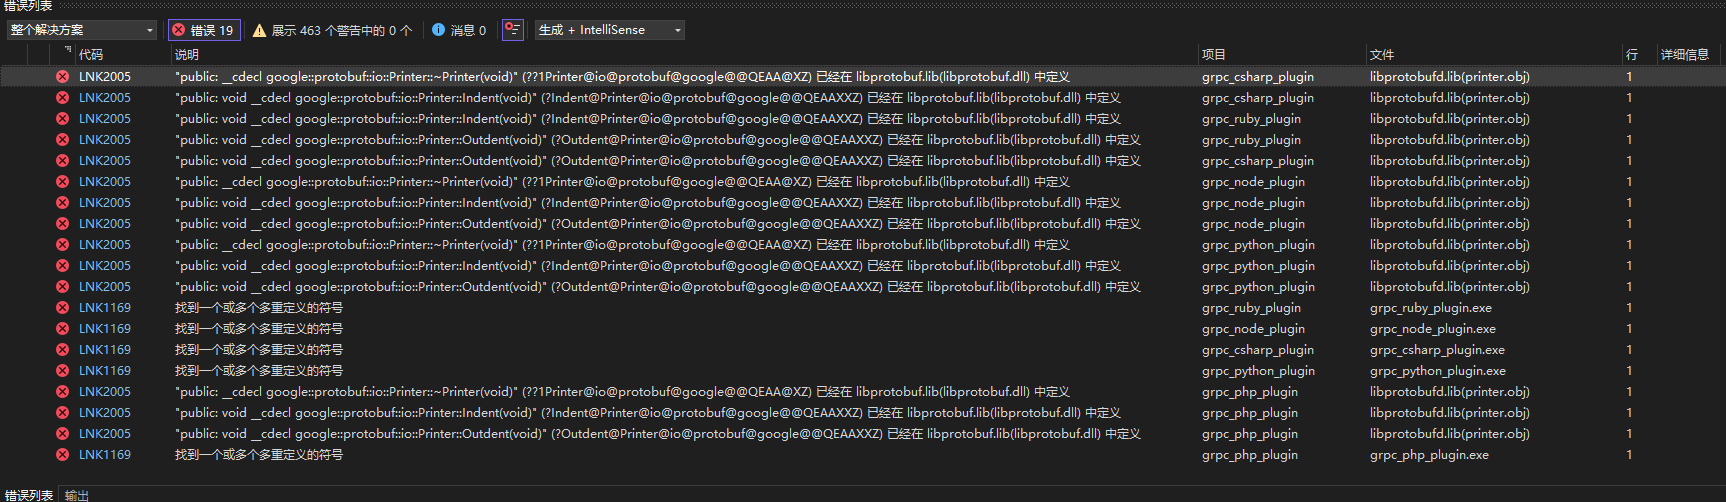 错误列表
整个解决方案 错误 19 展示 463 个警告中的 0 个 消息 0 生成 + IntelliSense
代码 说明 项目 文件 行 详细信息
LNK2005 "public: __cdecl google::protobuf::io::Printer::~Printer(void)" (??1Printer@io@protobuf@google@@QEAA@XZ) 已经在 libprotobuf.lib(libprotobuf.dll) 中定义 grpc_csharp_plugin libprotobufd.lib(printer.obj) 1
LNK2005 "public: void __cdecl google::protobuf::io::Printer::Indent(void)" (?Indent@Printer@io@protobuf@google@@QEAAXXZ) 已经在 libprotobuf.lib(libprotobuf.dll) 中定义 grpc_csharp_plugin libprotobufd.lib(printer.obj) 1
LNK2005 "public: void __cdecl google::protobuf::io::Printer::Indent(void)" (?Indent@Printer@io@protobuf@google@@QEAAXXZ) 已经在 libprotobuf.lib(libprotobuf.dll) 中定义 grpc_ruby_plugin libprotobufd.lib(printer.obj) 1
LNK2005 "public: void __cdecl google::protobuf::io::Printer::Outdent(void)" (?Outdent@Printer@io@protobuf@google@@QEAAXXZ) 已经在 libprotobuf.lib(libprotobuf.dll) 中定义 grpc_ruby_plugin libprotobufd.lib(printer.obj) 1
LNK2005 "public: void __cdecl google::protobuf::io::Printer::Outdent(void)" (?Outdent@Printer@io@protobuf@google@@QEAAXXZ) 已经在 libprotobuf.lib(libprotobuf.dll) 中定义 grpc_csharp_plugin libprotobufd.lib(printer.obj) 1
LNK2005 "public: __cdecl google::protobuf::io::Printer::~Printer(void)" (??1Printer@io@protobuf@google@@QEAA@XZ) 已经在 libprotobuf.lib(libprotobuf.dll) 中定义 grpc_node_plugin libprotobufd.lib(printer.obj) 1
LNK2005 "public: void __cdecl google::protobuf::io::Printer::Indent(void)" (?Indent@Printer@io@protobuf@google@@QEAAXXZ) 已经在 libprotobuf.lib(libprotobuf.dll) 中定义 grpc_node_plugin libprotobufd.lib(printer.obj) 1
LNK2005 "public: void __cdecl google::protobuf::io::Printer::Outdent(void)" (?Outdent@Printer@io@protobuf@google@@QEAAXXZ) 已经在 libprotobuf.lib(libprotobuf.dll) 中定义 grpc_node_plugin libprotobufd.lib(printer.obj) 1
LNK2005 "public: __cdecl google::protobuf::io::Printer::~Printer(void)" (??1Printer@io@protobuf@google@@QEAA@XZ) 已经在 libprotobuf.lib(libprotobuf.dll) 中定义 grpc_python_plugin libprotobufd.lib(printer.obj) 1
LNK2005 "public: void __cdecl google::protobuf::io::Printer::Indent(void)" (?Indent@Printer@io@protobuf@google@@QEAAXXZ) 已经在 libprotobuf.lib(libprotobuf.dll) 中定义 grpc_python_plugin libprotobufd.lib(printer.obj) 1
LNK2005 "public: void __cdecl google::protobuf::io::Printer::Outdent(void)" (?Outdent@Printer@io@protobuf@google@@QEAAXXZ) 已经在 libprotobuf.lib(libprotobuf.dll) 中定义 grpc_python_plugin libprotobufd.lib(printer.obj) 1
LNK1169 找到一个或多个多重定义的符号 grpc_ruby_plugin grpc_ruby_plugin.exe 1
LNK1169 找到一个或多个多重定义的符号 grpc_node_plugin grpc_node_plugin.exe 1
LNK1169 找到一个或多个多重定义的符号 grpc_csharp_plugin grpc_csharp_plugin.exe 1
LNK1169 找到一个或多个多重定义的符号 grpc_python_plugin grpc_python_plugin.exe 1
LNK2005 "public: __cdecl google::protobuf::io::Printer::~Printer(void)" (??1Printer@io@protobuf@google@@QEAA@XZ) 已经在 libprotobuf.lib(libprotobuf.dll) 中定义 grpc_php_plugin libprotobufd.lib(printer.obj) 1
LNK2005 "public: void __cdecl google::protobuf::io::Printer::Indent(void)" (?Indent@Printer@io@protobuf@google@@QEAAXXZ) 已经在 libprotobuf.lib(libprotobuf.dll) 中定义 grpc_php_plugin libprotobufd.lib(printer.obj) 1
LNK2005 "public: void __cdecl google::protobuf::io::Printer::Outdent(void)" (?Outdent@Printer@io@protobuf@google@@QEAAXXZ) 已经在 libprotobuf.lib(libprotobuf.dll) 中定义 grpc_php_plugin libprotobufd.lib(printer.obj) 1
LNK1169 找到一个或多个多重定义的符号 grpc_php_plugin grpc_php_plugin.exe 1
错误列表 输出